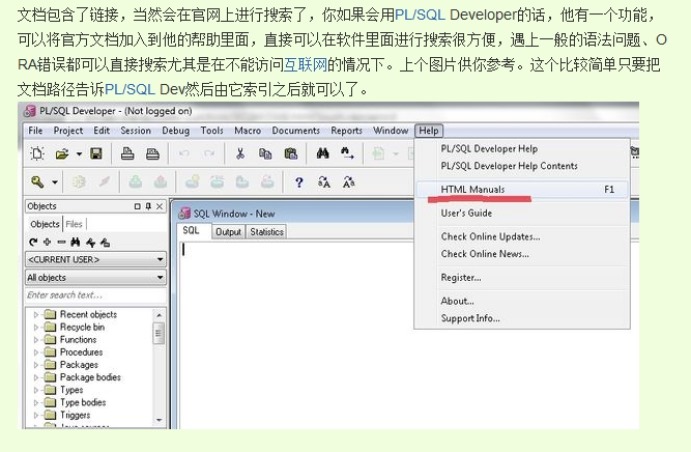 文档包含了链接，当然会在官网上进行搜索了，你如果会用PL/SQL Developer的话，他有一个功能，
可以将官方文档加入到他的帮助里面，直接可以在软件里面进行搜索很方便，遇上一般的语法问题、O
RA错误都可以直接搜索尤其是在不能访问互联网的情况下。上个图片供你参考。这个比较简单只要把
文档路径告诉PL/SQL Dev然后由它索引之后就可以了。
PL/SQL Developer - (Not logged on)
File Project Edit Session Debug Tools Macro Documents Reports Window Help
PL/SQL Developer Help
PL/SQL Developer Help Contents
HTML Manuals F1
User's Guide
Check Online Updates...
Check Online News...
Register...
About...
Support Info...
Objects
Objects Files
<CURRENT USER>
All objects
Enter search text...
Recent objects
Recycle bin
Functions
Procedures
Packages
Package bodies
Types
Type bodies
Triggers
SQL Window - New
SQL Output Statistics